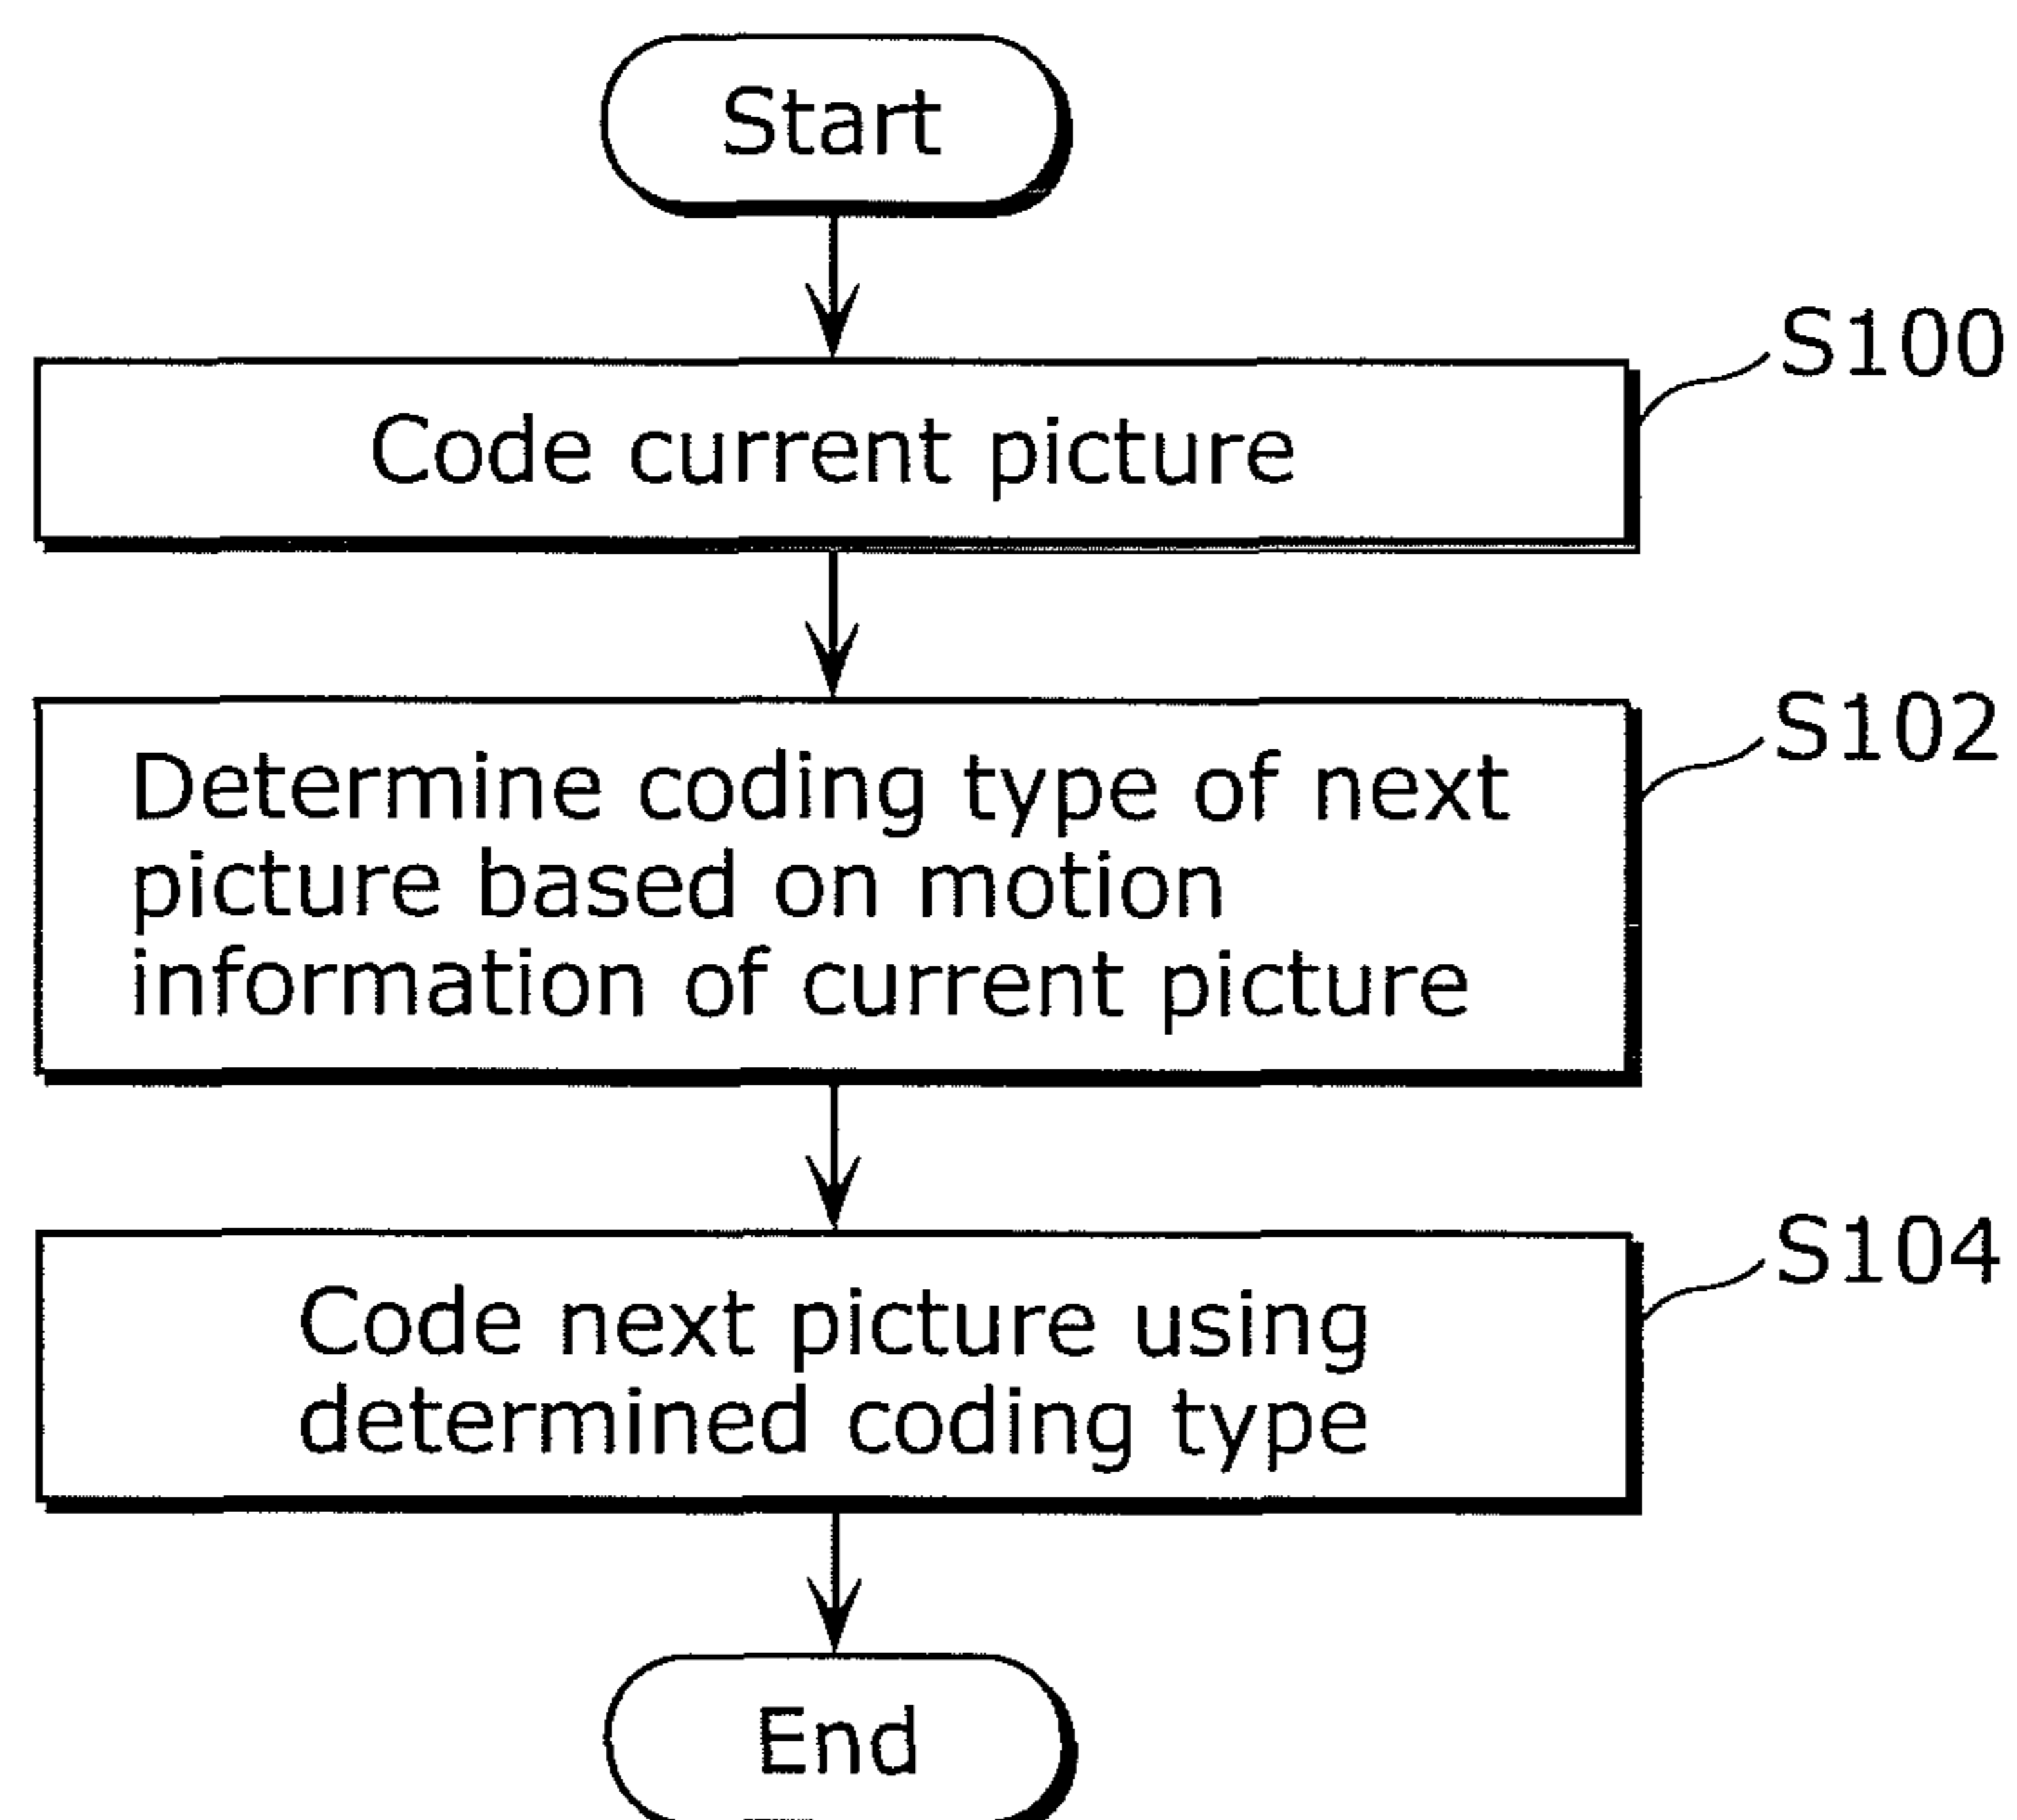 Start
S100
Code current picture
S102
Determine coding type of next
picture based on motion
information of current picture
S104
Code next picture using
determined coding type
End